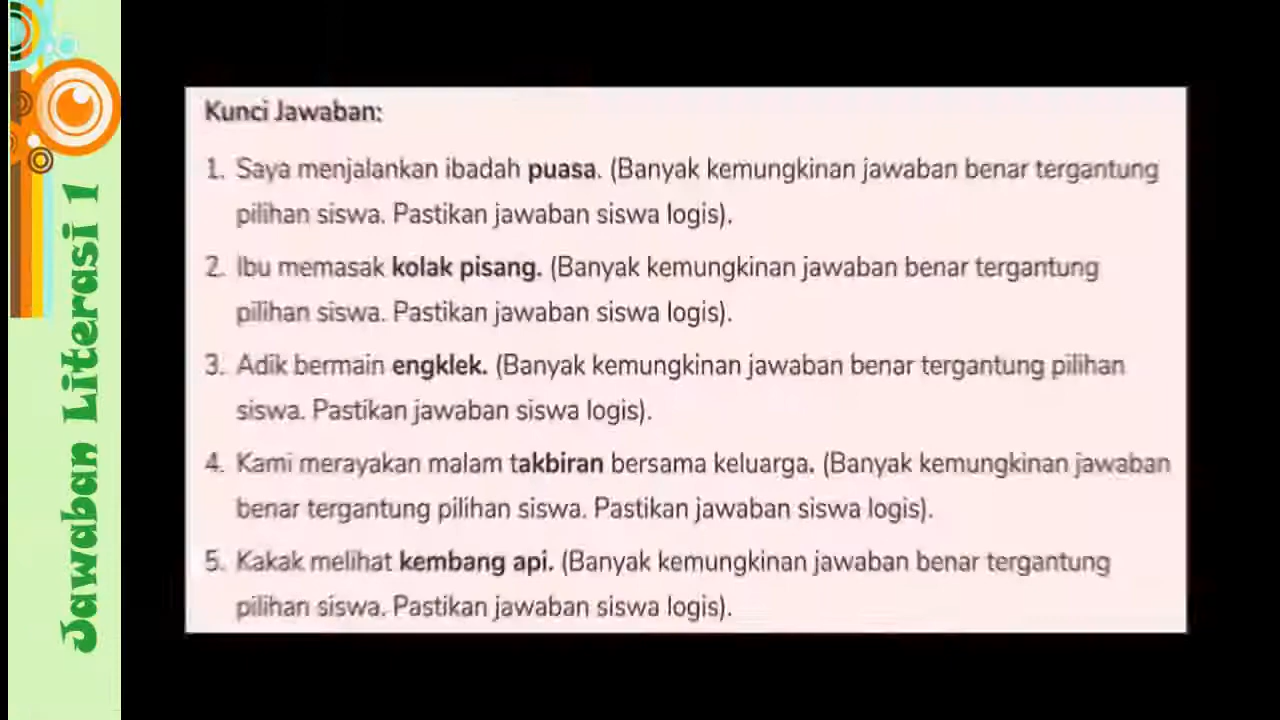 Jawaban Literasi 1
Kunci Jawaban:
1. Saya menjalankan ibadah puasa. (Banyak kemungkinan jawaban benar tergantung
pilihan siswa. Pastikan jawaban siswa logis).
2. Ibu memasak kolak pisang. (Banyak kemungkinan jawaban benar tergantung
pilihan siswa. Pastikan jawaban siswa logis).
3. Adik bermain engklek. (Banyak kemungkinan jawaban benar tergantung pilihan
siswa. Pastikan jawaban siswa logis).
4. Kami merayakan malam takbiran bersama keluarga. (Banyak kemungkinan jawaban
benar tergantung pilihan siswa. Pastikan jawaban siswa logis).
5. Kakak melihat kembang api. (Banyak kemungkinan jawaban benar tergantung
pilihan siswa. Pastikan jawaban siswa logis).